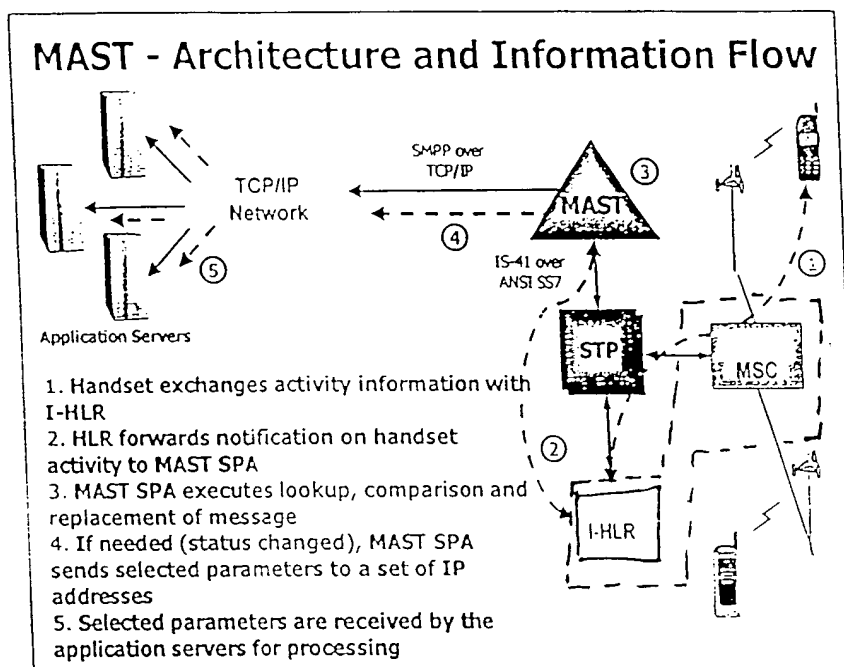 MAST - Architecture and Information Flow
SMPP over
TCP/IP
3
TCP/IP
Network
MAST
4
1
5
IS-41 over
ANSI SS7
Application Servers
STP
MSC
2
I-HLR
1. Handset exchanges activity information with
I-HLR
2. HLR forwards notification on handset
activity to MAST SPA
3. MAST SPA executes lookup, comparison and
replacement of message
4. If needed (status changed), MAST SPA
sends selected parameters to a set of IP
addresses
5. Selected parameters are received by the
application servers for processing